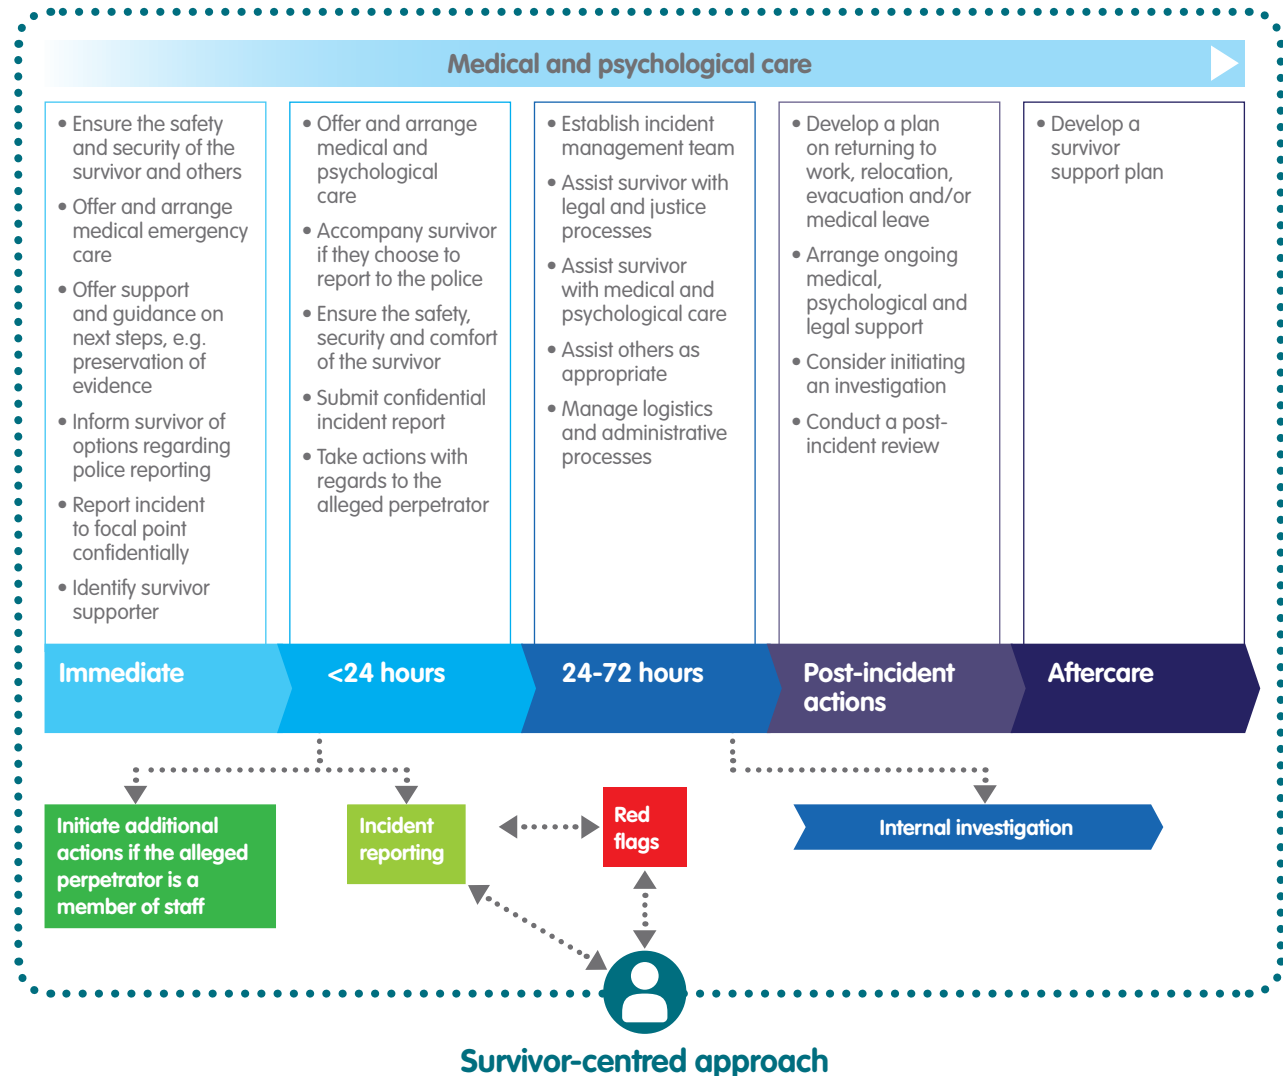 Medical and psychological care
• Ensure the safety
and security of the
survivor and others
• Offer and arrange
medical emergency
care
• Offer support
and guidance on
next steps, e.g.
preservation of
evidence
• Inform survivor of
options regarding
police reporting
• Report incident
to focal point
confidentially
• Identify survivor
supporter
• Offer and arrange
medical and
psychological
care
• Accompany survivor
if they choose to
report to the police
• Ensure the safety,
security and comfort
of the survivor
• Submit confidential
incident report
• Take actions with
regards to the
alleged perpetrator
• Establish incident
management team
• Assist survivor with
legal and justice
processes
• Assist survivor
with medical and
psychological care
• Assist others as
appropriate
• Manage logistics
and administrative
processes
• Develop a plan
on returning to
work, relocation,
evacuation and/or
medical leave
• Arrange ongoing
medical,
psychological and
legal support
• Consider initiating
an investigation
• Conduct a post-
incident review
• Develop a
survivor
support plan
Immediate
<24 hours
24-72 hours
Post-incident
actions
Aftercare
Initiate additional
actions if the alleged
perpetrator is a
member of staff
Incident
reporting
Red
flags
Internal investigation
Survivor-centred approach